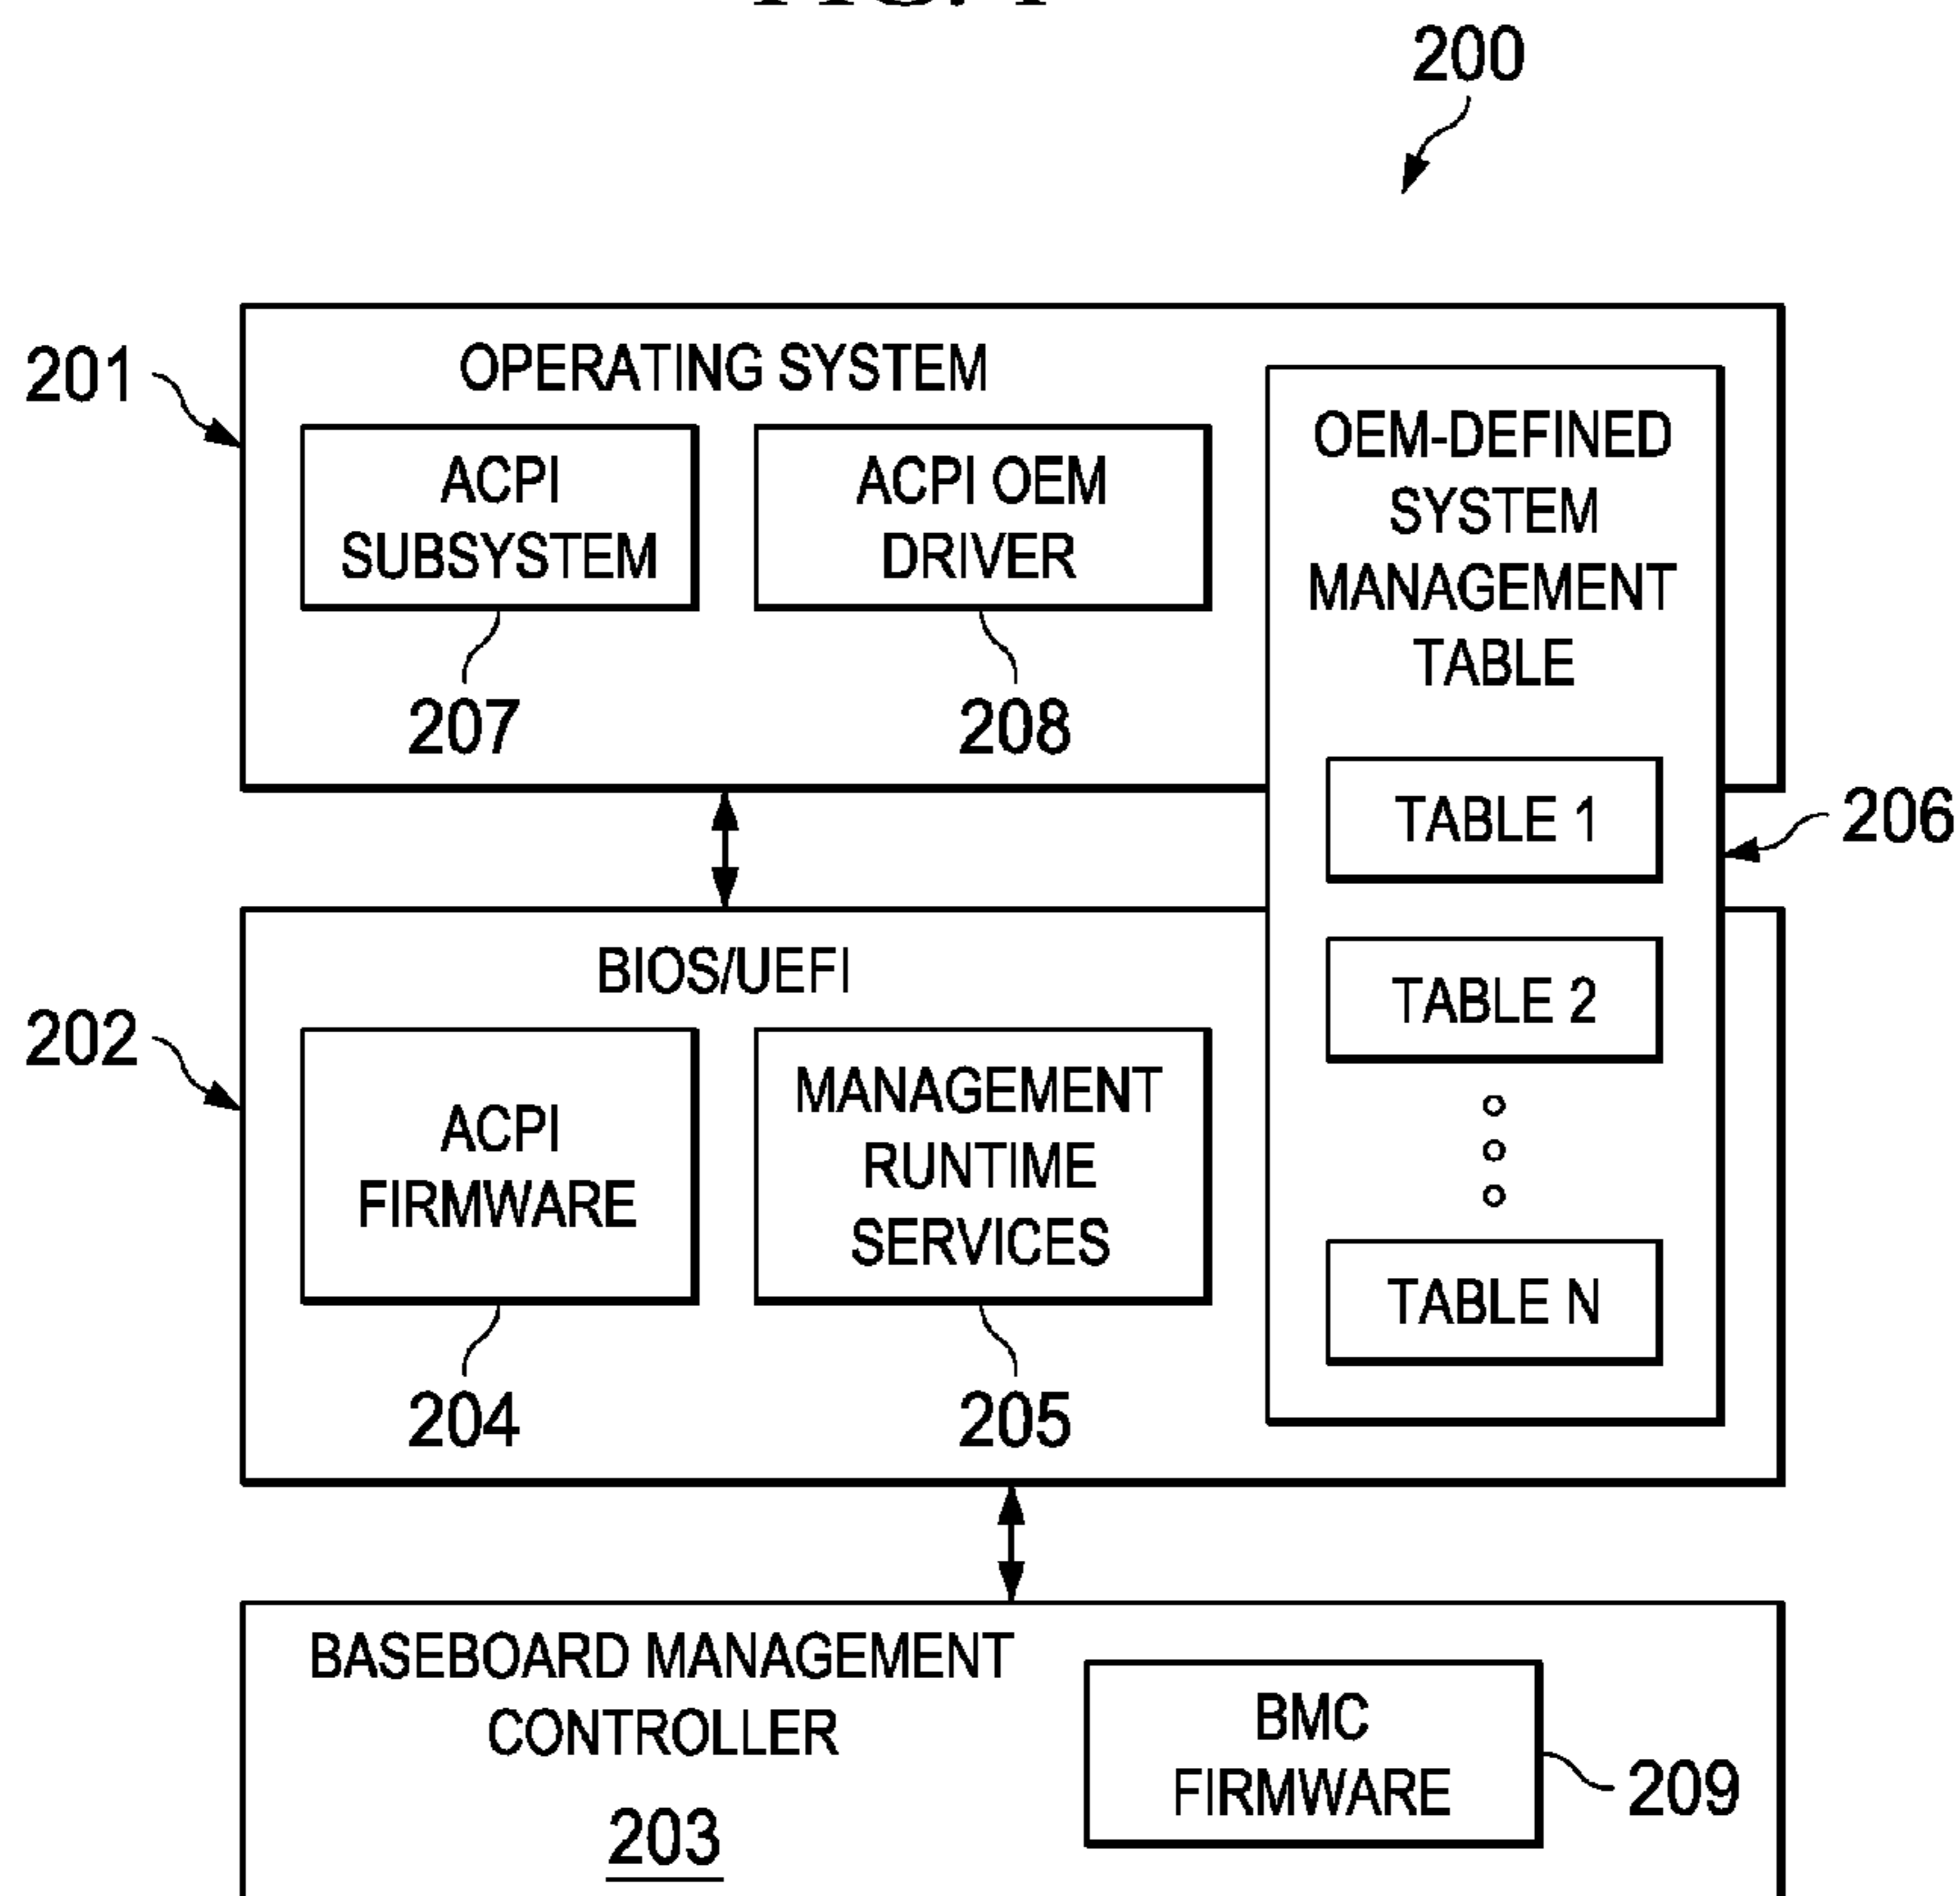 200
201
OPERATING SYSTEM
ACPI
SUBSYSTEM
207
ACPI OEM
DRIVER
208
OEM-DEFINED
SYSTEM
MANAGEMENT
TABLE
TABLE 1
TABLE 2
TABLE N
206
202
BIOS/UEFI
ACPI
FIRMWARE
204
MANAGEMENT
RUNTIME
SERVICES
205
BASEBOARD MANAGEMENT
CONTROLLER
203
BMC
FIRMWARE
209